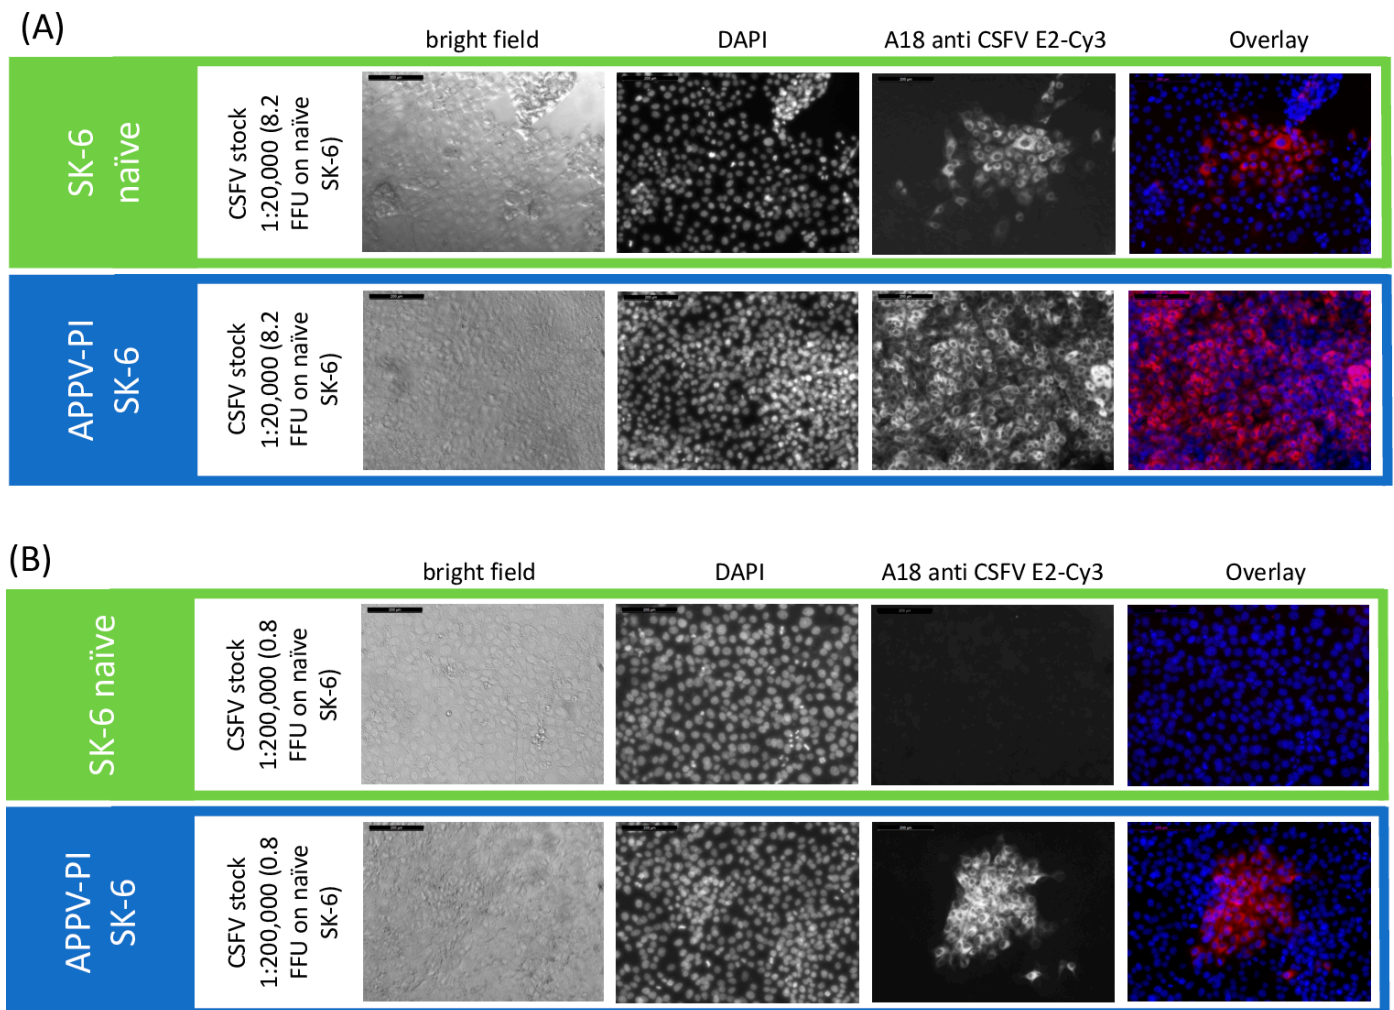 (A)
bright field
DAPI
A18 anti CSFV E2-Cy3
Overlay
SK-6
naïve
CSFV stock
1:20,000 (8.2
FFU on naïve
SK-6)
APPV-PI
SK-6
CSFV stock
1:20,000 (8.2
FFU on naïve
SK-6)
(B)
bright field
DAPI
A18 anti CSFV E2-Cy3
Overlay
SK-6 naïve
CSFV stock
1:200,000 (0.8
FFU on naïve
SK-6)
APPV-PI
SK-6
CSFV stock
1:200,000 (0.8
FFU on naïve
SK-6)